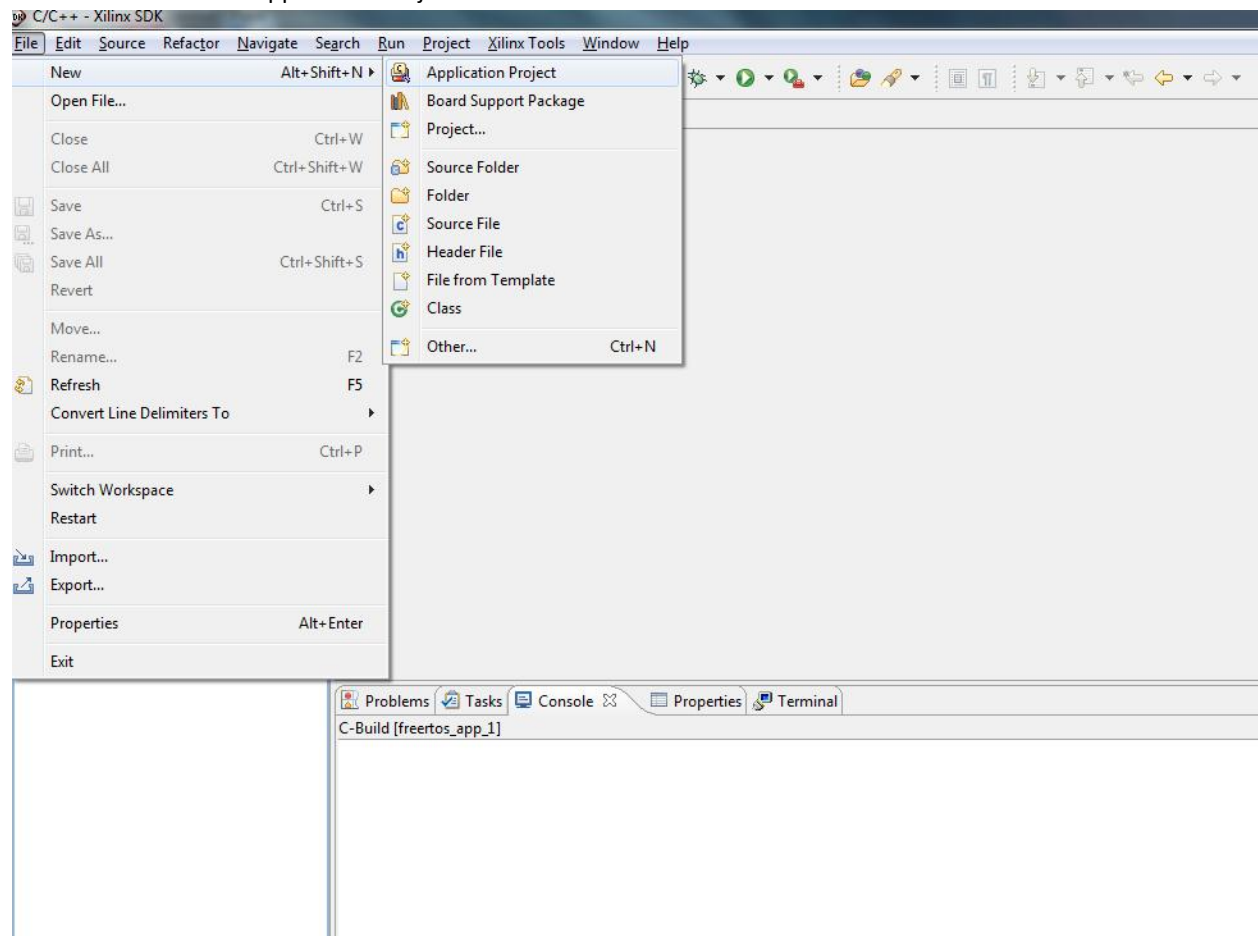 C/C++ - Xilinx SDK
File Edit Source Refactor Navigate Search Run Project Xilinx Tools Window Help
New Alt+Shift+N
Open File...
Close Ctrl+W
Close All Ctrl+Shift+W
Save Ctrl+S
Save As...
Save All Ctrl+Shift+S
Revert
Move...
Rename... F2
Refresh F5
Convert Line Delimiters To
Print... Ctrl+P
Switch Workspace
Restart
Import...
Export...
Properties Alt+Enter
Exit
Application Project
Board Support Package
Project...
Source Folder
Folder
Source File
Header File
File from Template
Class
Other... Ctrl+N
Problems Tasks Console Properties Terminal
C-Build [freertos_app_1]